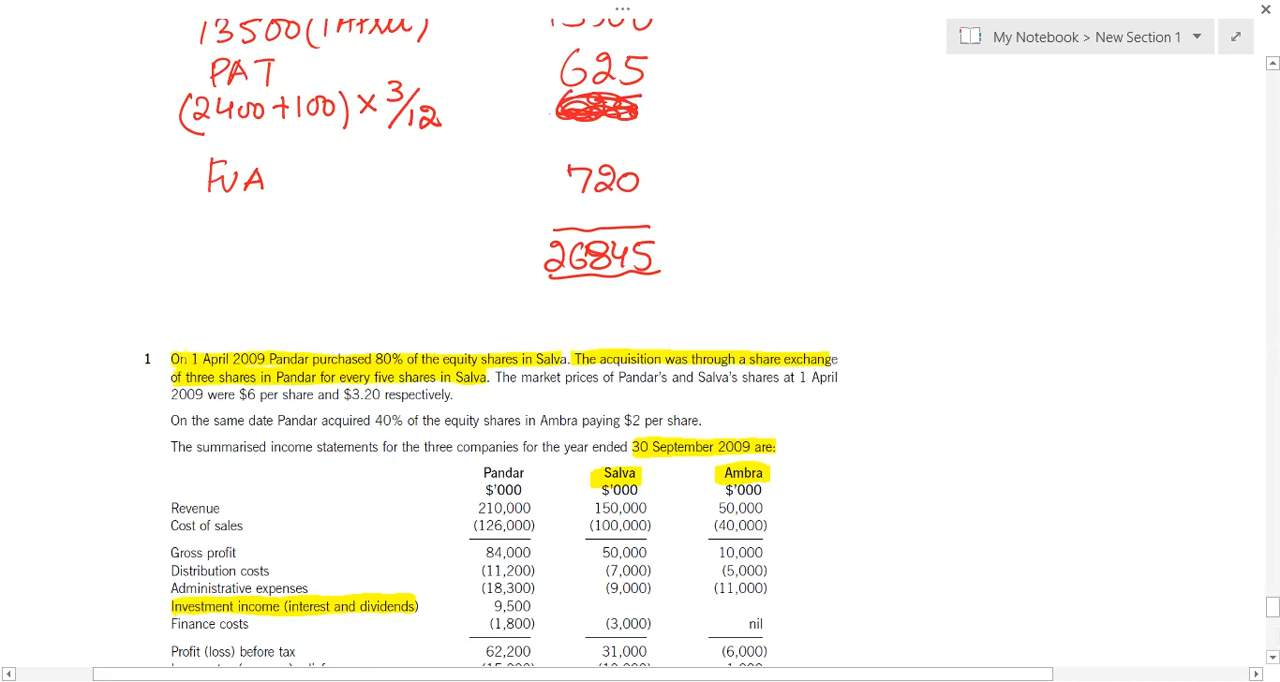 My Notebook > New Section 1
13500 (1 April)
PAT 625
(2400+100) × 3/12
FVA 720
26845
1 On 1 April 2009 Pandar purchased 80% of the equity shares in Salva. The acquisition was through a share exchange
of three shares in Pandar for every five shares in Salva. The market prices of Pandar's and Salva's shares at 1 April
2009 were $6 per share and $3.20 respectively.
On the same date Pandar acquired 40% of the equity shares in Ambra paying $2 per share.
The summarised income statements for the three companies for the year ended 30 September 2009 are:
Pandar Salva Ambra
$'000 $'000 $'000
Revenue 210,000 150,000 50,000
Cost of sales (126,000) (100,000) (40,000)
Gross profit 84,000 50,000 10,000
Distribution costs (11,200) (7,000) (5,000)
Administrative expenses (18,300) (9,000) (11,000)
Investment income (interest and dividends) 9,500
Finance costs (1,800) (3,000) nil
Profit (loss) before tax 62,200 31,000 (6,000)